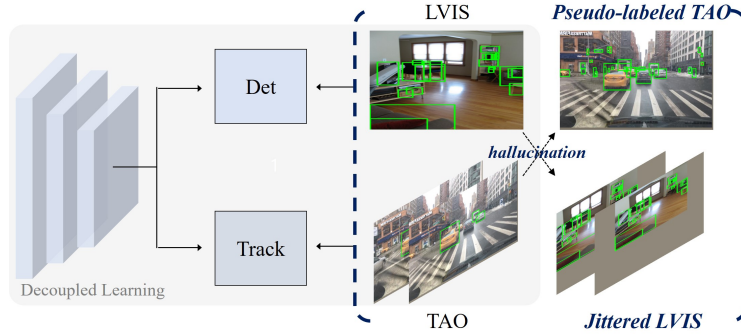 LVIS
Pseudo-labeled TAO
Det
hallucination
Track
Decoupled Learning
TAO
Jittered LVIS